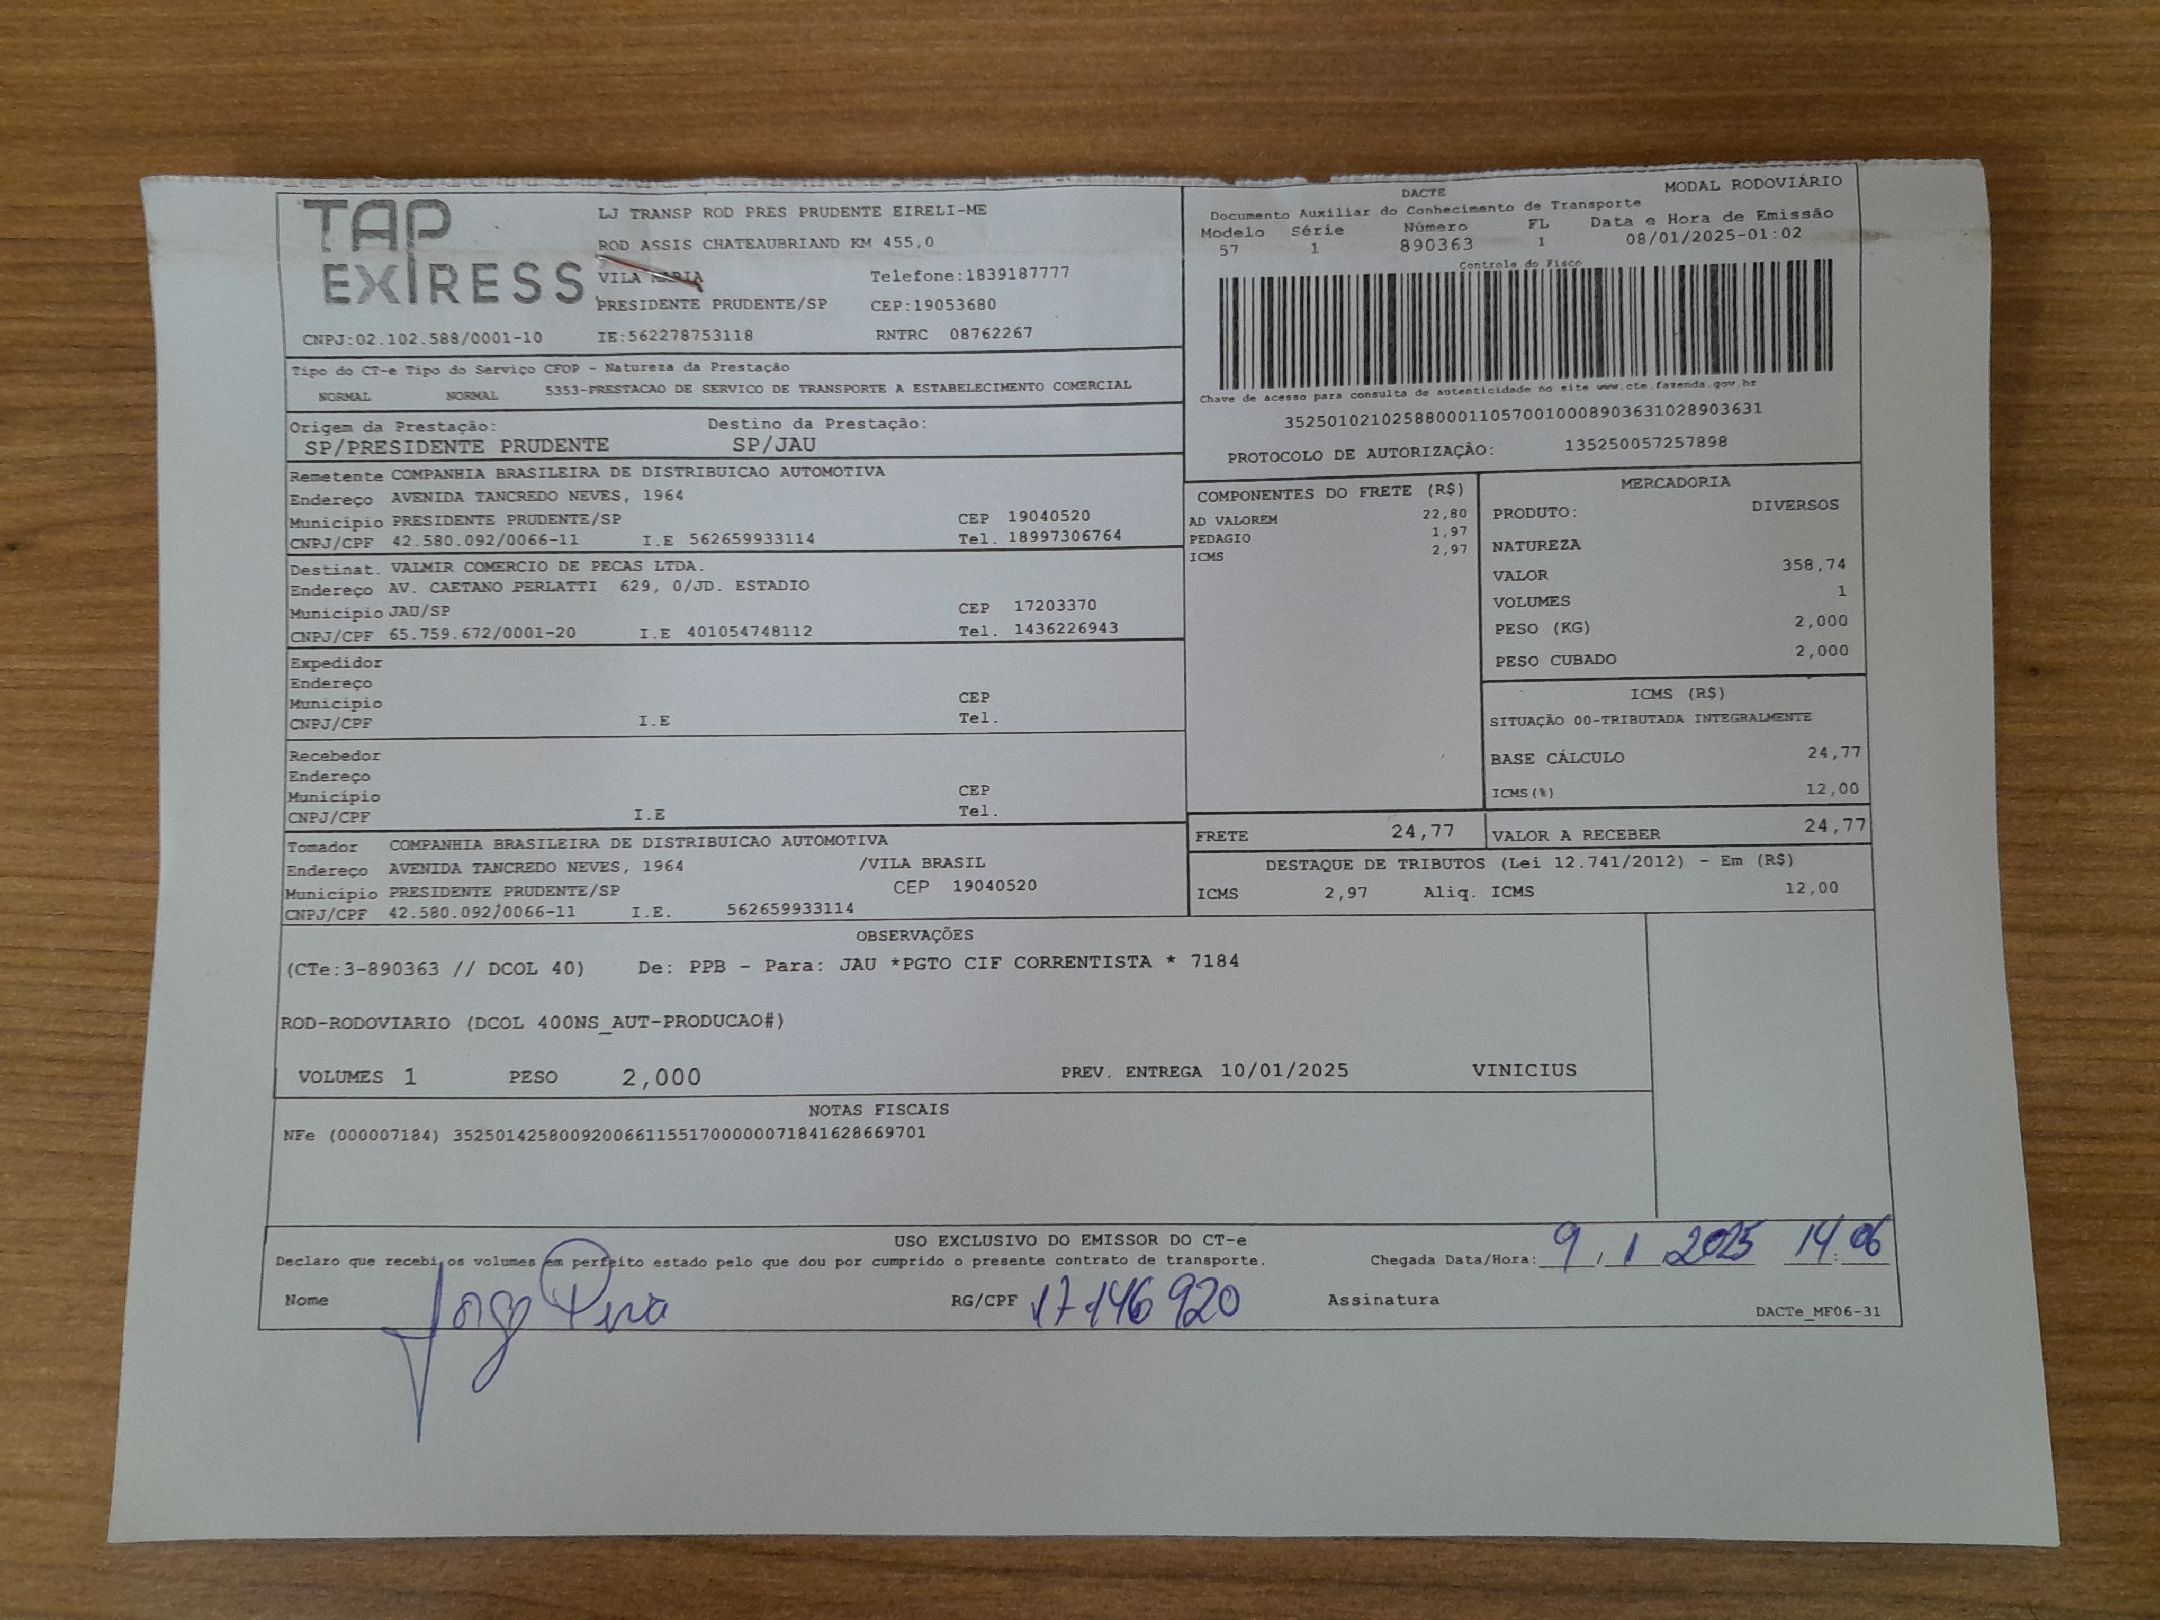 TAP
EXPRESS
LJ TRANSP ROD PRES PRUDENTE EIRELI-ME
ROD ASSIS CHATEAUBRIAND KM 455,0
VILA MARIA Telefone:1839187777
PRESIDENTE PRUDENTE/SP CEP:19053680
CNPJ:02.102.588/0001-10 IE:562278753118 RNTRC 08762267
DACTE MODAL RODOVIÁRIO
Documento Auxiliar do Conhecimento de Transporte
Modelo Série Número FL Data e Hora de Emissão
57 1 890363 1 08/01/2025-01:02
Controle do Fisco
Chave de acesso para consulta de autenticidade no site www.cte.fazenda.gov.br
35250102102588000110570010008903631028903631
PROTOCOLO DE AUTORIZAÇÃO: 135250057257898
Tipo do CT-e Tipo do Serviço CFOP - Natureza da Prestação
NORMAL NORMAL 5353-PRESTACAO DE SERVICO DE TRANSPORTE A ESTABELECIMENTO COMERCIAL
Origem da Prestação: Destino da Prestação:
SP/PRESIDENTE PRUDENTE SP/JAU
Remetente COMPANHIA BRASILEIRA DE DISTRIBUICAO AUTOMOTIVA
Endereço AVENIDA TANCREDO NEVES, 1964
Município PRESIDENTE PRUDENTE/SP CEP 19040520
CNPJ/CPF 42.580.092/0066-11 I.E 562659933114 Tel. 18997306764
Destinat. VALMIR COMERCIO DE PECAS LTDA.
Endereço AV. CAETANO PERLATTI 629, 0/JD. ESTADIO
Município JAU/SP CEP 17203370
CNPJ/CPF 65.759.672/0001-20 I.E 401054748112 Tel. 1436226943
Expedidor
Endereço
Município CEP
CNPJ/CPF I.E Tel.
Recebedor
Endereço
Município CEP
CNPJ/CPF I.E Tel.
Tomador COMPANHIA BRASILEIRA DE DISTRIBUICAO AUTOMOTIVA
Endereço AVENIDA TANCREDO NEVES, 1964 /VILA BRASIL
Município PRESIDENTE PRUDENTE/SP CEP 19040520
CNPJ/CPF 42.580.092/0066-11 I.E. 562659933114
COMPONENTES DO FRETE (R$)
AD VALOREM 22,80
PEDAGIO 1,97
ICMS 2,97
MERCADORIA
PRODUTO: DIVERSOS
NATUREZA
VALOR 358,74
VOLUMES 1
PESO (KG) 2,000
PESO CUBADO 2,000
ICMS (R$)
SITUAÇÃO 00-TRIBUTADA INTEGRALMENTE
BASE CÁLCULO 24,77
ICMS(%) 12,00
FRETE 24,77 VALOR A RECEBER 24,77
DESTAQUE DE TRIBUTOS (Lei 12.741/2012) - Em (R$)
ICMS 2,97 Aliq. ICMS 12,00
OBSERVAÇÕES
(CTe:3-890363 // DCOL 40) De: PPB - Para: JAU *PGTO CIF CORRENTISTA * 7184
ROD-RODOVIARIO (DCOL 400NS_AUT-PRODUCAO#)
VOLUMES 1 PESO 2,000 PREV. ENTREGA 10/01/2025 VINICIUS
NOTAS FISCAIS
NFe (000007184) 35250142580092006611551700000071841628669701
USO EXCLUSIVO DO EMISSOR DO CT-e
Declaro que recebi os volumes em perfeito estado pelo que dou por cumprido o presente contrato de transporte. Chegada Data/Hora: 9/1/2025 14:06
Nome RG/CPF 17146920 Assinatura
DACTe_MF06-31